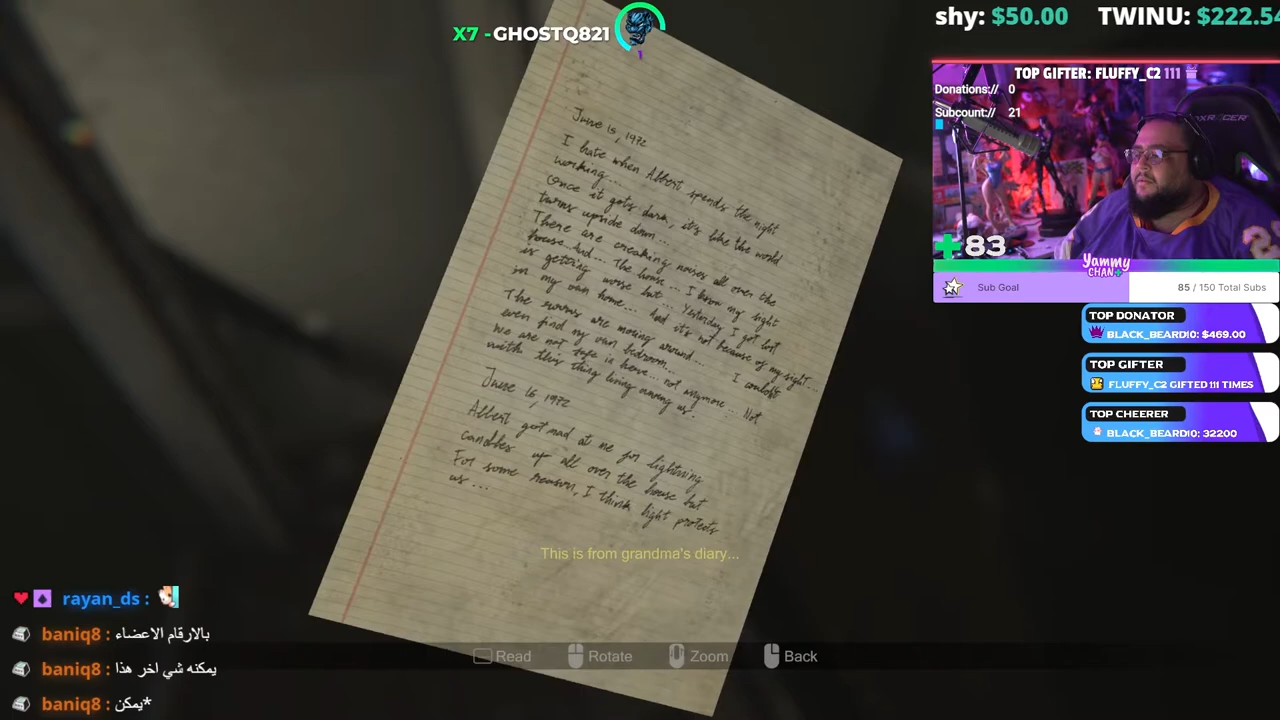 shy: $50.00 TWINU: $222.54
X7 -GHOSTQ821
1
TOP GIFTER: FLUFFY_C2 111
Donations:// 0
Subcount:// 21
83
Yammy
CHAN+
Sub Goal
85 / 150 Total Subs
TOP DONATOR
BLACK_BEARD10: $469.00
TOP GIFTER
FLUFFY_C2 GIFTED 111 TIMES
TOP CHEERER
BLACK_BEARD10: 32200
June 15, 1972
I hate when Albert spends the night
working...
once it gets dark, it's like the world
turns upside down...
There are creaking noises all over the
house. And... The house... I know my sight
is getting worse but... Yesterday I got lost
in my own home... And it's not because of my sight...
The rooms are moving around... I couldn't
even find my own bedroom...
We are not safe in here... not anymore... Not
with this thing living among us.
June 16, 1972
Albert got mad at me for lightning
candles up all over the house but
For some reason, I think light protects
us...
This is from grandma's diary...
Read Rotate Zoom Back
rayan_ds :
baniq8 : بالارقام الاعضاء
baniq8 : يمكنه شي اخر هذا
baniq8 : يمكن*